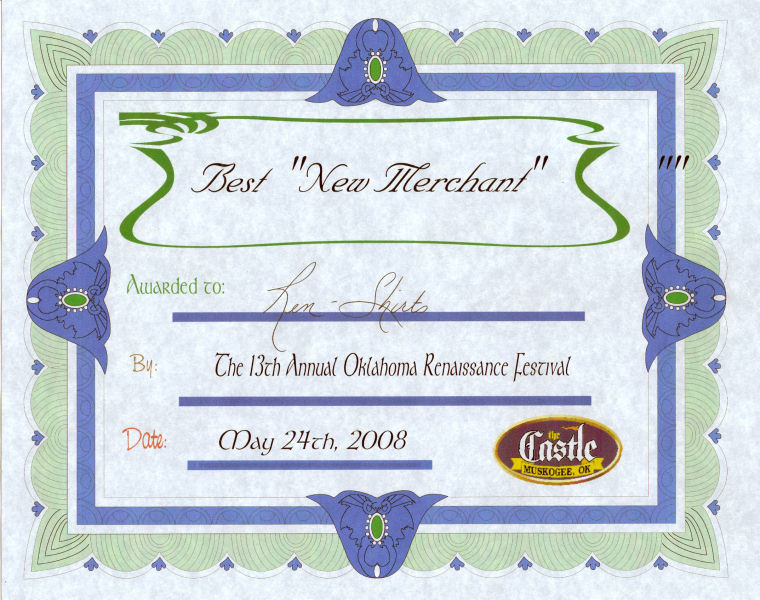 Best "New Merchant" ""
Awarded to: Ren-Shirts
By: The 13th Annual Oklahoma Renaissance Festival
Date: May 24th, 2008
the
Castle
MUSKOGEE, OK